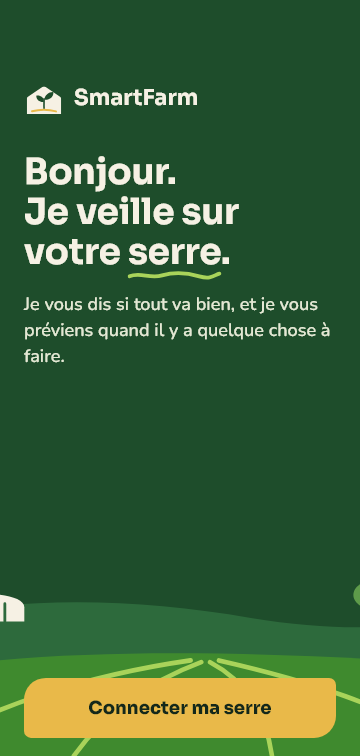 SmartFarm
Bonjour.
Je veille sur
votre serre.
Je vous dis si tout va bien, et je vous
préviens quand il y a quelque chose à
faire.
Connecter ma serre